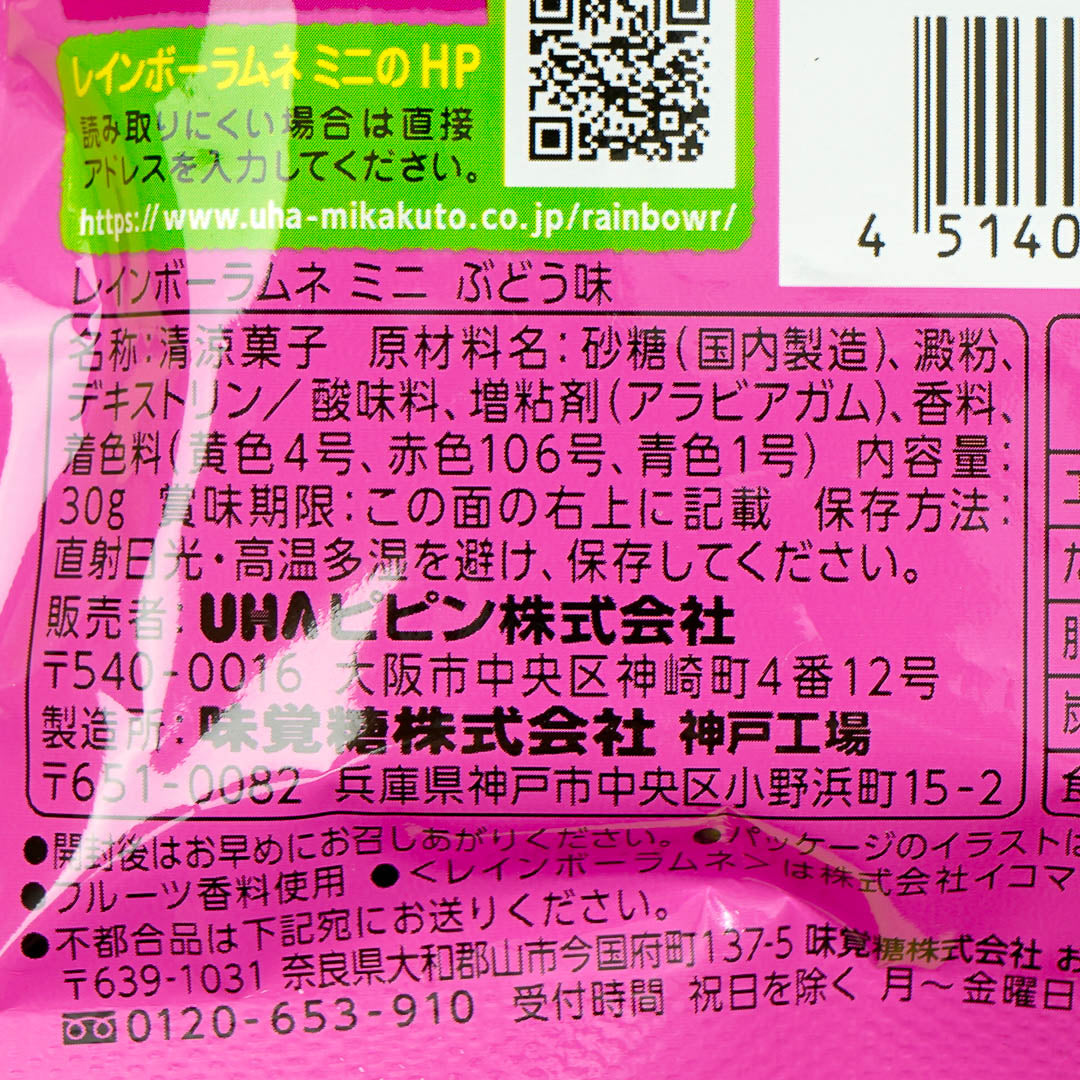 レインボーラムネ ミニのHP
読み取りにくい場合は直接
アドレスを入力してください。
https://www.uha-mikakuto.co.jp/rainbowr/
4 5140
レインボーラムネ ミニ ぶどう味
名称:清涼菓子 原材料名:砂糖(国内製造)、澱粉、
デキストリン/酸味料、増粘剤(アラビアガム)、香料、
着色料(黄色4号、赤色106号、青色1号) 内容量:
30g 賞味期限:この面の右上に記載 保存方法:
直射日光・高温多湿を避け、保存してください。
販売者:UHAピピン株式会社
〒540-0016 大阪市中央区神崎町4番12号
製造所:味覚糖株式会社 神戸工場
〒651-0082 兵庫県神戸市中央区小野浜町15-2
●開封後はお早めにお召しあがりください。●パッケージのイラストは
●フルーツ香料使用 ●<レインボーラムネ>は株式会社イコマ
●不都合品は下記宛にお送りください。
〒639-1031 奈良県大和郡山市今国府町137-5 味覚糖株式会社 お
0120-653-910 受付時間 祝日を除く 月~金曜日